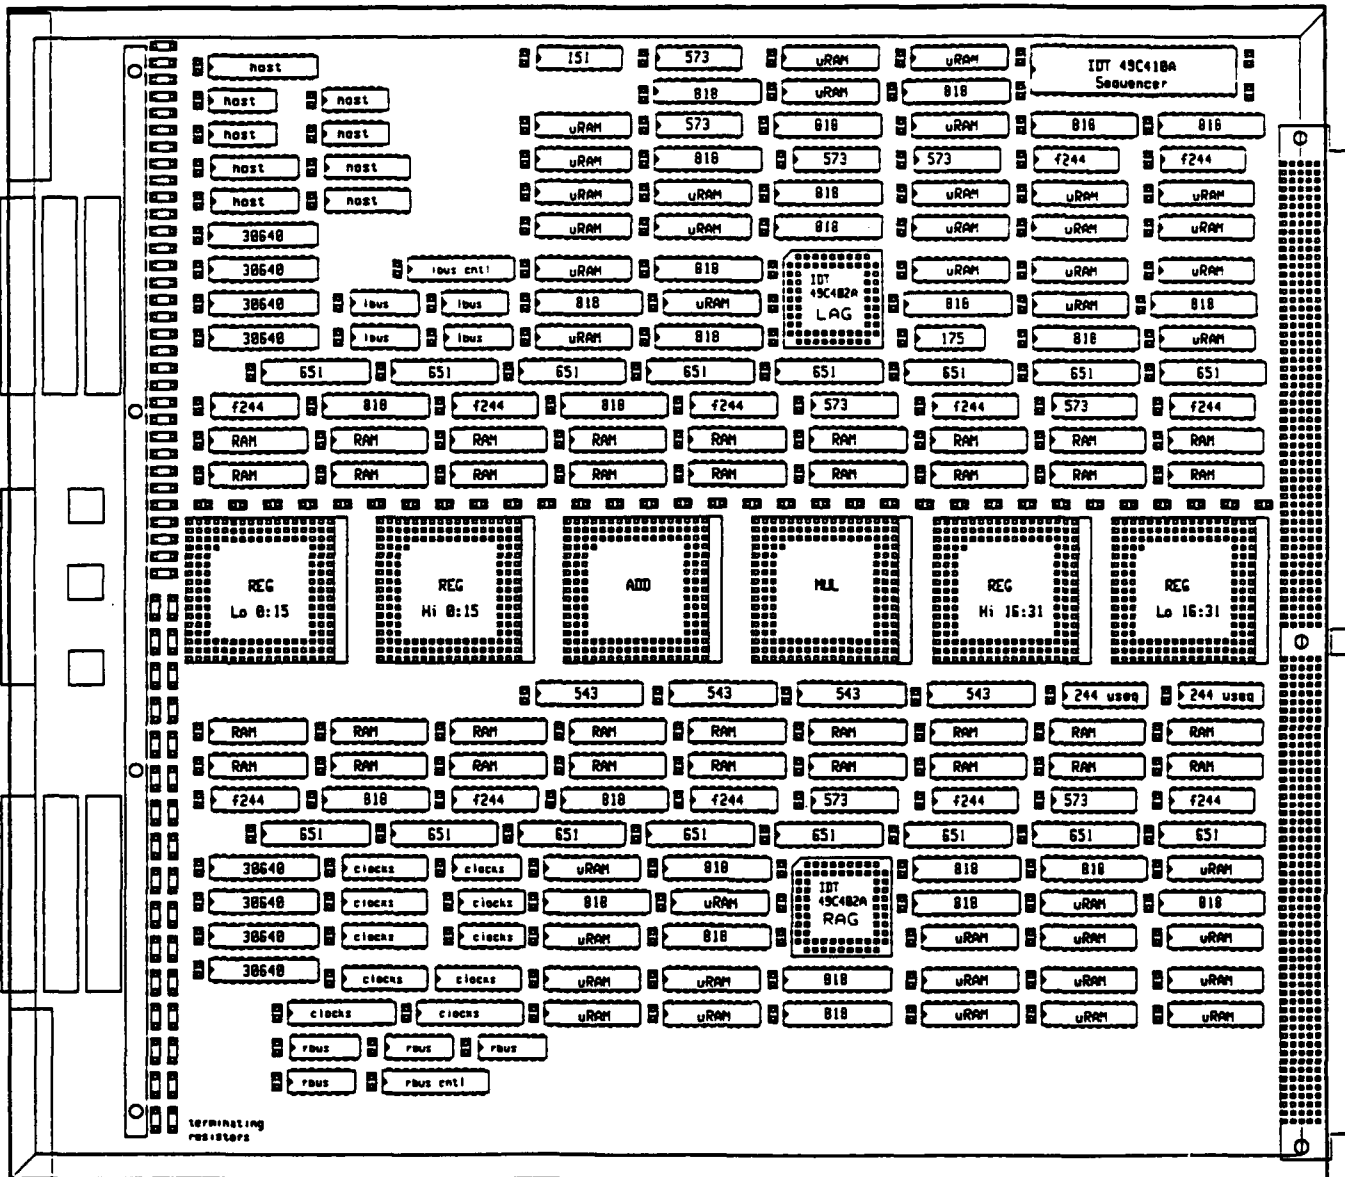 host 151 573 uRAM uRAM IDT 49C410A
Sequencer
host host 818 uRAM 818
host host uRAM 573 818 uRAM 818 818
host host uRAM 818 573 573 f244 f244
host host uRAM uRAM 818 uRAM uRAM uRAM
30640 uRAM uRAM 818 uRAM uRAM uRAM
30640 ibus cntl uRAM 818 IDT
49C402A
LAG uRAM uRAM uRAM
30640 ibus ibus 818 uRAM 818 uRAM 818
30640 ibus ibus uRAM 818 175 818 uRAM
651 651 651 651 651 651 651 651
f244 818 f244 818 f244 573 f244 573 f244
RAM RAM RAM RAM RAM RAM RAM RAM RAM
RAM RAM RAM RAM RAM RAM RAM RAM RAM
REG REG ADD MUL REG REG
Lo 0:15 Hi 0:15 Hi 16:31 Lo 16:31
543 543 543 543 244 useq 244 useq
RAM RAM RAM RAM RAM RAM RAM RAM RAM
RAM RAM RAM RAM RAM RAM RAM RAM RAM
f244 818 f244 818 f244 573 f244 573 f244
651 651 651 651 651 651 651 651
30640 clocks clocks uRAM 818 IDT
49C402A
RAG 818 818 uRAM
30640 clocks clocks 818 uRAM 818 uRAM 818
30640 clocks clocks uRAM 818 uRAM uRAM uRAM
30640 clocks clocks uRAM uRAM 818 uRAM uRAM uRAM
clocks clocks uRAM uRAM 818 uRAM uRAM uRAM
rbus rbus rbus
rbus rbus cntl
terminating
resistors